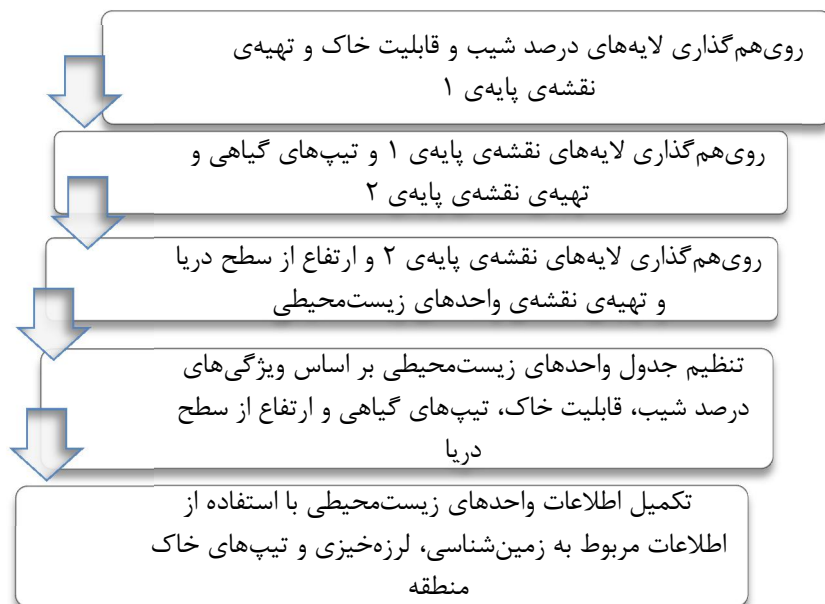 روی‌هم‌گذاری لایه‌های درصد شیب و قابلیت خاک و تهیه‌ی
نقشه‌ی پایه‌ی ۱
روی‌هم‌گذاری لایه‌های نقشه‌ی پایه‌ی ۱ و تیپ‌های گیاهی و
تهیه‌ی نقشه‌ی پایه‌ی ۲
روی‌هم‌گذاری لایه‌های نقشه‌ی پایه‌ی ۲ و ارتفاع از سطح دریا
و تهیه‌ی نقشه‌ی واحدهای زیست‌محیطی
تنظیم جدول واحدهای زیست‌محیطی بر اساس ویژگی‌های
درصد شیب، قابلیت خاک، تیپ‌های گیاهی و ارتفاع از سطح
دریا
تکمیل اطلاعات واحدهای زیست‌محیطی با استفاده از
اطلاعات مربوط به زمین‌شناسی، لرزه‌خیزی و تیپ‌های خاک
منطقه